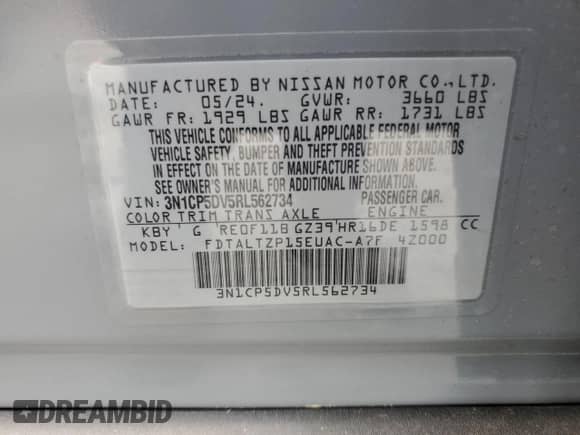 MANUFACTURED BY NISSAN MOTOR CO., LTD.
DATE: 05/24. GVWR: 3660 LBS
GAWR FR: 1929 LBS GAWR RR: 1731 LBS
THIS VEHICLE CONFORMS TO ALL APPLICABLE FEDERAL MOTOR
VEHICLE SAFETY, BUMPER AND THEFT PREVENTION STANDARDS
IN EFFECT ON THE DATE OF MANUFACTURE SHOWN ABOVE.
SEE OWNER'S MANUAL FOR ADDITIONAL INFORMATION.
VIN: 3N1CP5DV5RL562734 PASSENGER CAR.
COLOR TRIM TRANS AXLE ENGINE
KBY G RE0F11B GZ39 HR16DE 1598 CC
MODEL: FDTALTZP15EUAC-A7F 4Z000
3N1CP5DV5RL562734
DREAMBID